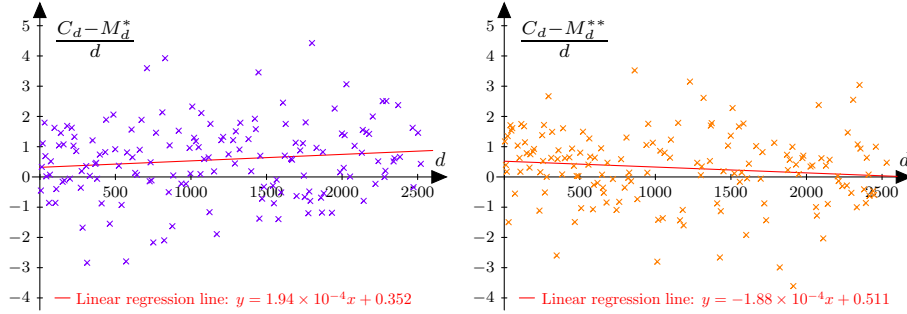 5
4
3
2
1
0
−1
−2
−3
−4
500 1000 1500 2000 2500
C_d−M_d^*
d
d
Linear regression line: y = 1.94 × 10^{−4}x + 0.352
5
4
3
2
1
0
−1
−2
−3
−4
500 1000 1500 2000 2500
C_d−M_d^{**}
d
d
Linear regression line: y = −1.88 × 10^{−4}x + 0.511